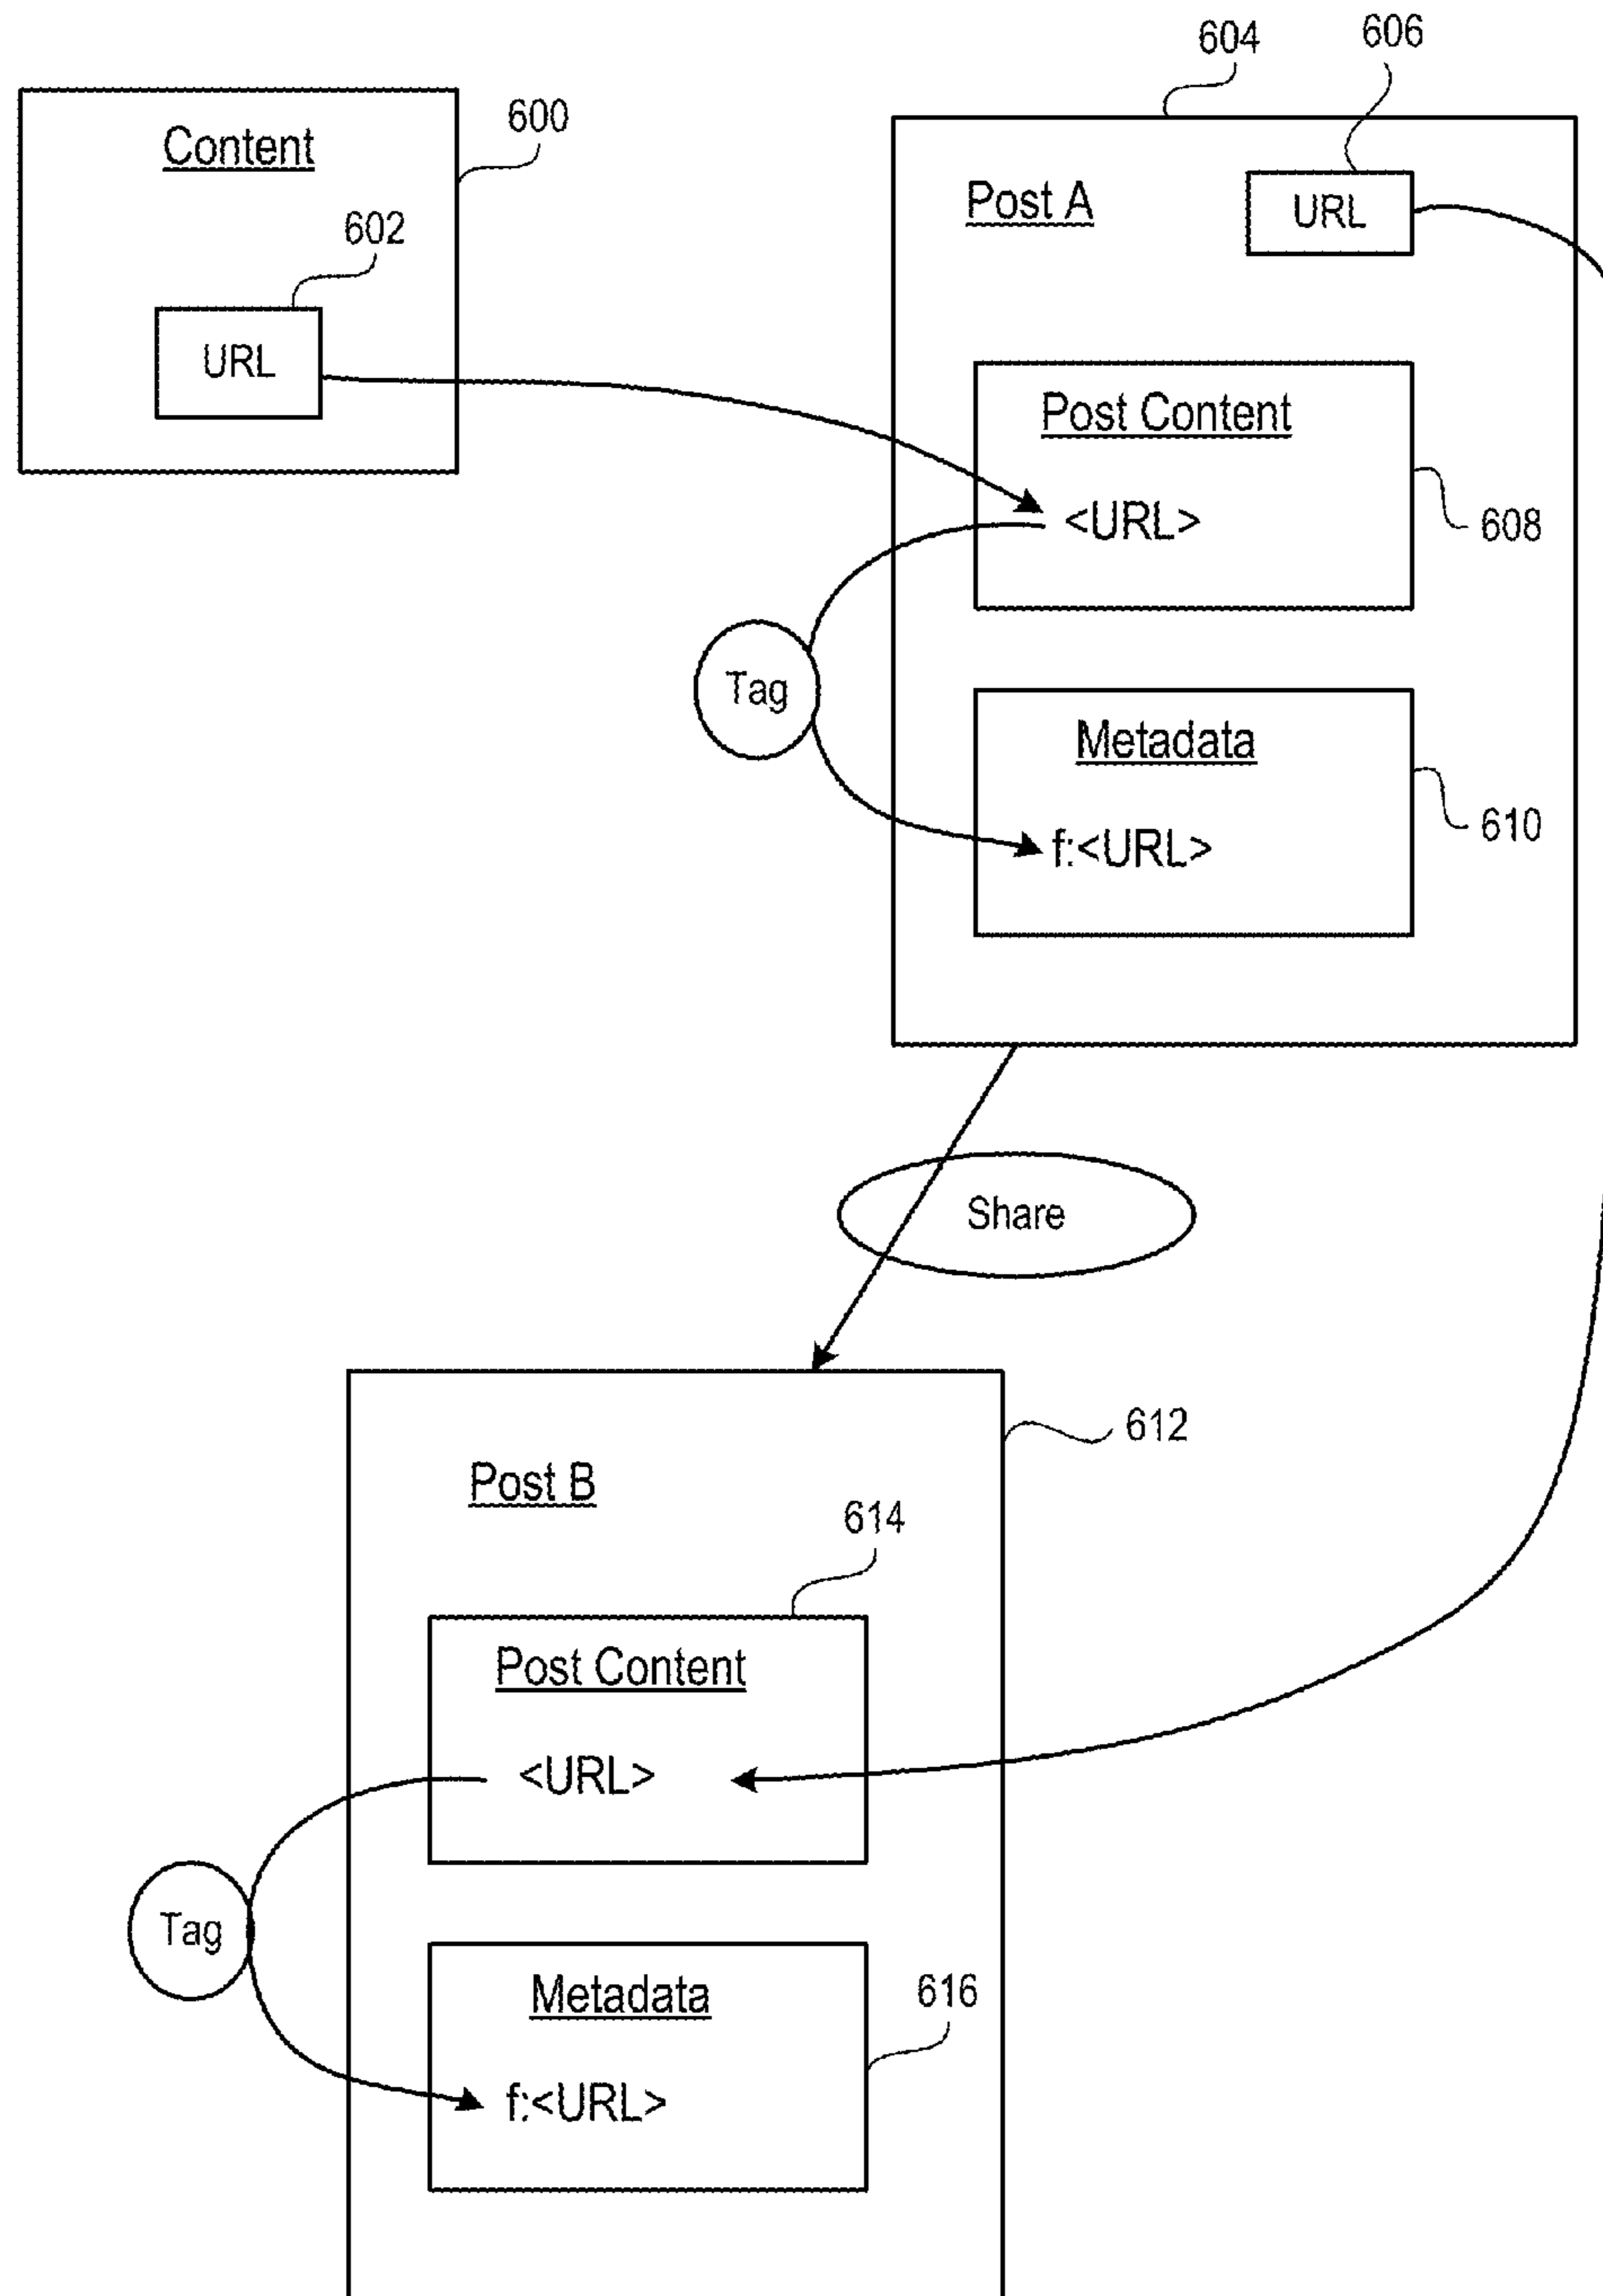 604
606
600
Content
602
URL
Post A
URL
Post Content
<URL>
608
Tag
Metadata
f:<URL>
610
Share
612
Post B
614
Post Content
<URL>
Tag
Metadata
616
f:<URL>